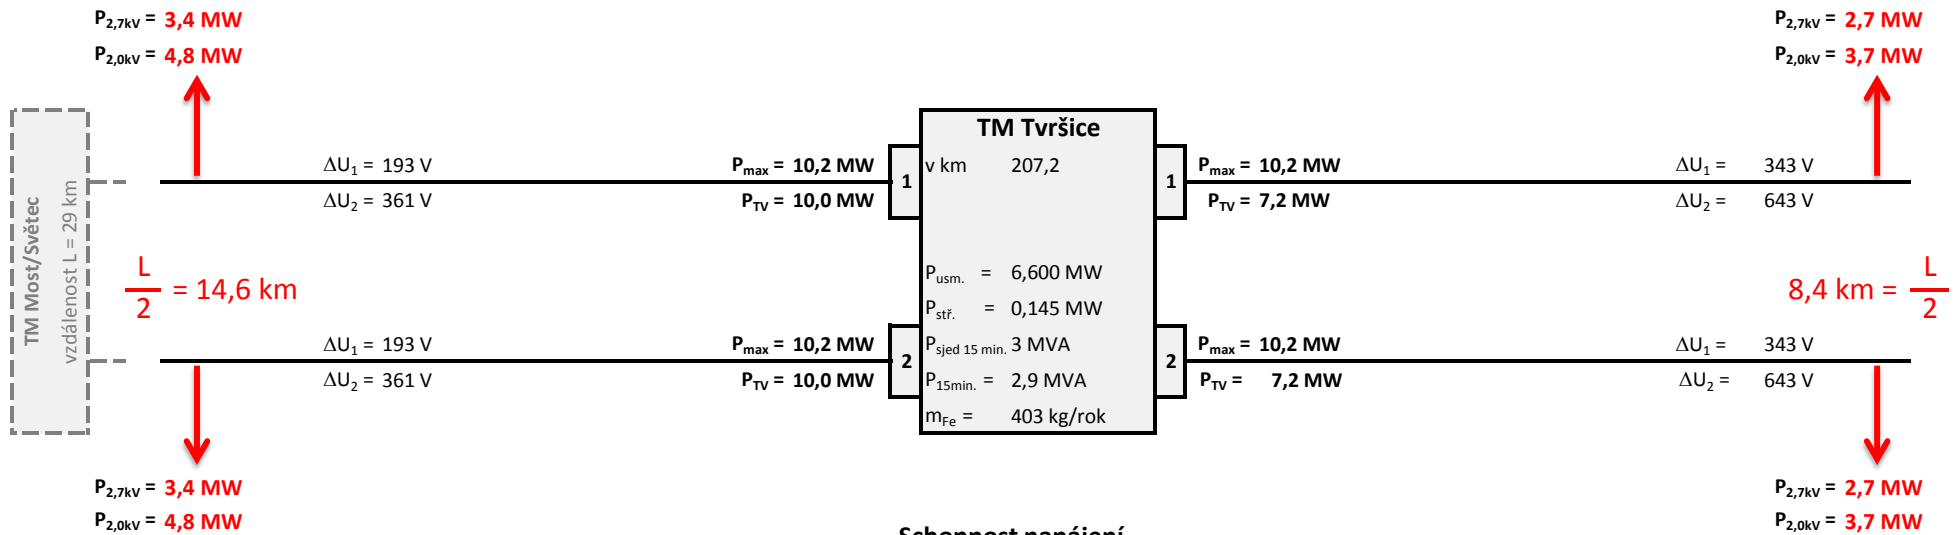 P2,7kV = 3,4 MW
P2,0kV = 4,8 MW
P2,7kV = 2,7 MW
P2,0kV = 3,7 MW
TM Most/Světec
vzdálenost L = 29 km
ΔU1 = 193 V
ΔU2 = 361 V
Pmax = 10,2 MW
PTV = 10,0 MW
1
TM Tvršice
v km 207,2
1
Pmax = 10,2 MW
PTV = 7,2 MW
ΔU1 = 343 V
ΔU2 = 643 V
L
2
= 14,6 km
Pusm. = 6,600 MW
Pstř. = 0,145 MW
Psjed 15 min. 3 MVA
P15min. = 2,9 MVA
mFe = 403 kg/rok
8,4 km =
L
2
ΔU1 = 193 V
ΔU2 = 361 V
Pmax = 10,2 MW
PTV = 10,0 MW
2
2
Pmax = 10,2 MW
PTV = 7,2 MW
ΔU1 = 343 V
ΔU2 = 643 V
P2,7kV = 3,4 MW
P2,0kV = 4,8 MW
P2,7kV = 2,7 MW
P2,0kV = 3,7 MW
Schopnost napájení